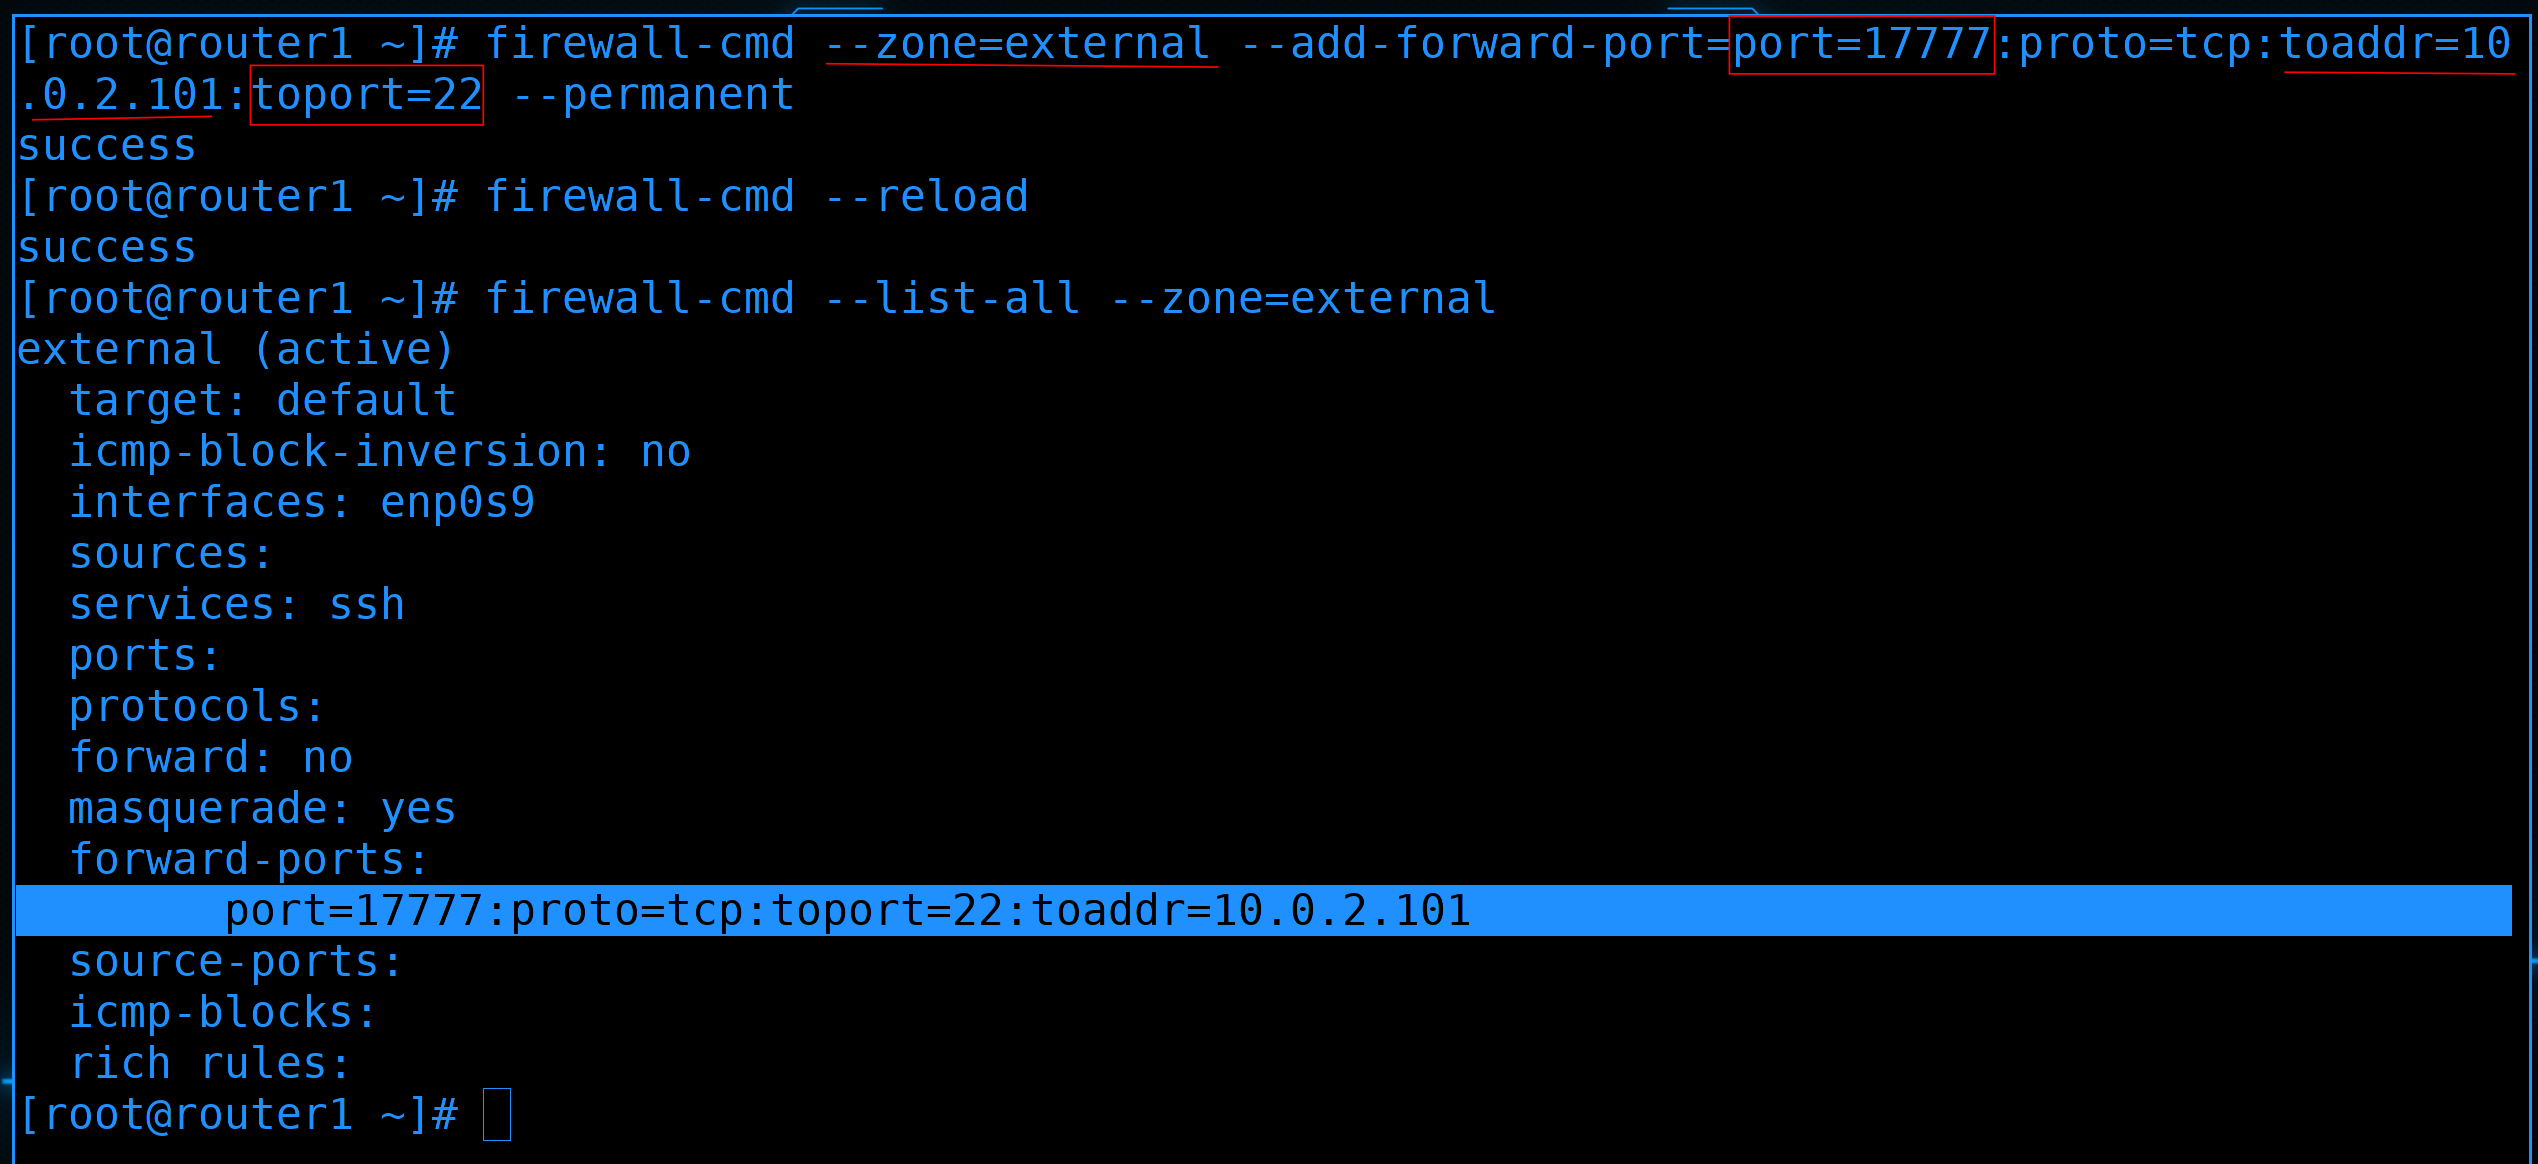 [root@router1 ~]# firewall-cmd --zone=external --add-forward-port=port=17777:proto=tcp:toaddr=10
.0.2.101:toport=22 --permanent
success
[root@router1 ~]# firewall-cmd --reload
success
[root@router1 ~]# firewall-cmd --list-all --zone=external
external (active)
  target: default
  icmp-block-inversion: no
  interfaces: enp0s9
  sources:
  services: ssh
  ports:
  protocols:
  forward: no
  masquerade: yes
  forward-ports:
        port=17777:proto=tcp:toport=22:toaddr=10.0.2.101
  source-ports:
  icmp-blocks:
  rich rules:
[root@router1 ~]#